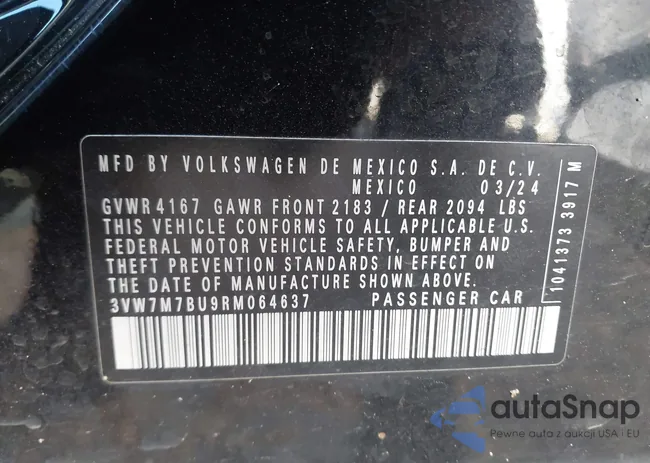 MFD BY VOLKSWAGEN DE MEXICO S.A. DE C.V.
MEXICO 03/24
GVWR 4167 GAWR FRONT 2183 / REAR 2094 LBS
THIS VEHICLE CONFORMS TO ALL APPLICABLE U.S.
FEDERAL MOTOR VEHICLE SAFETY, BUMPER AND
THEFT PREVENTION STANDARDS IN EFFECT ON
THE DATE OF MANUFACTURE SHOWN ABOVE.
3VW7M7BU9RM064637 PASSENGER CAR
1041373 3917 M
autaSnap
Pewne auta z aukcji USA i EU